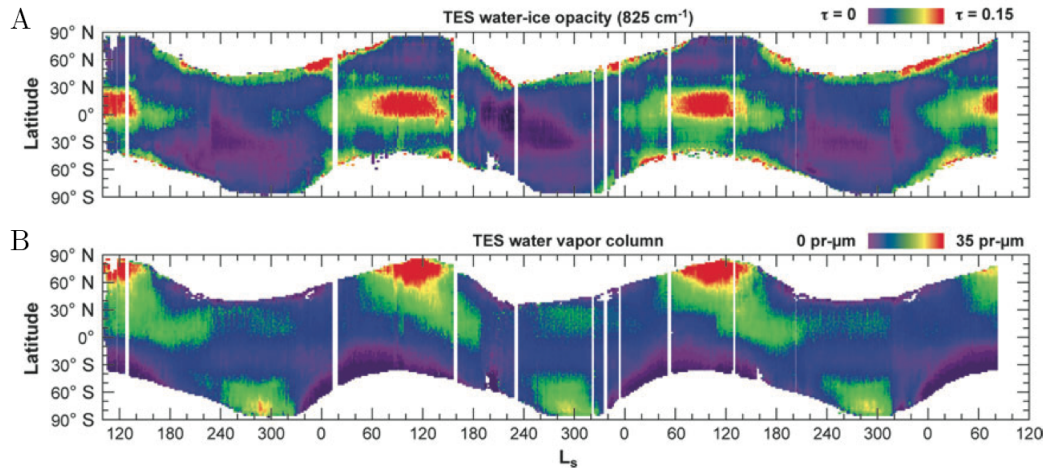 A
TES water-ice opacity (825 cm⁻¹)
τ = 0
τ = 0.15
90° N
60° N
30° N
0°
30° S
60° S
90° S
Latitude
B
TES water vapor column
0 pr-μm
35 pr-μm
90° N
60° N
30° N
0°
30° S
60° S
90° S
Latitude
120 180 240 300 0 60 120 180 240 300 0 60 120 180 240 300 0 60 120
Ls